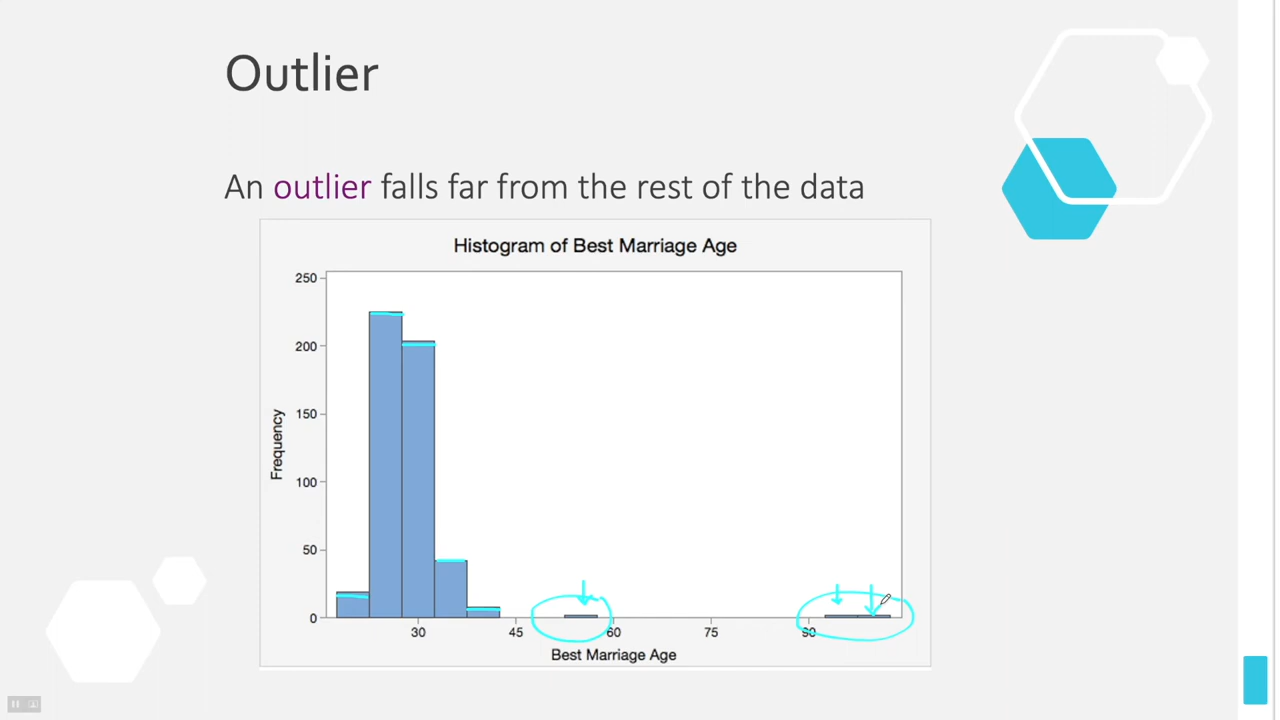 Outlier
An outlier falls far from the rest of the data
Histogram of Best Marriage Age
250
200
150
100
50
0
Frequency
30 45 60 75 90
Best Marriage Age